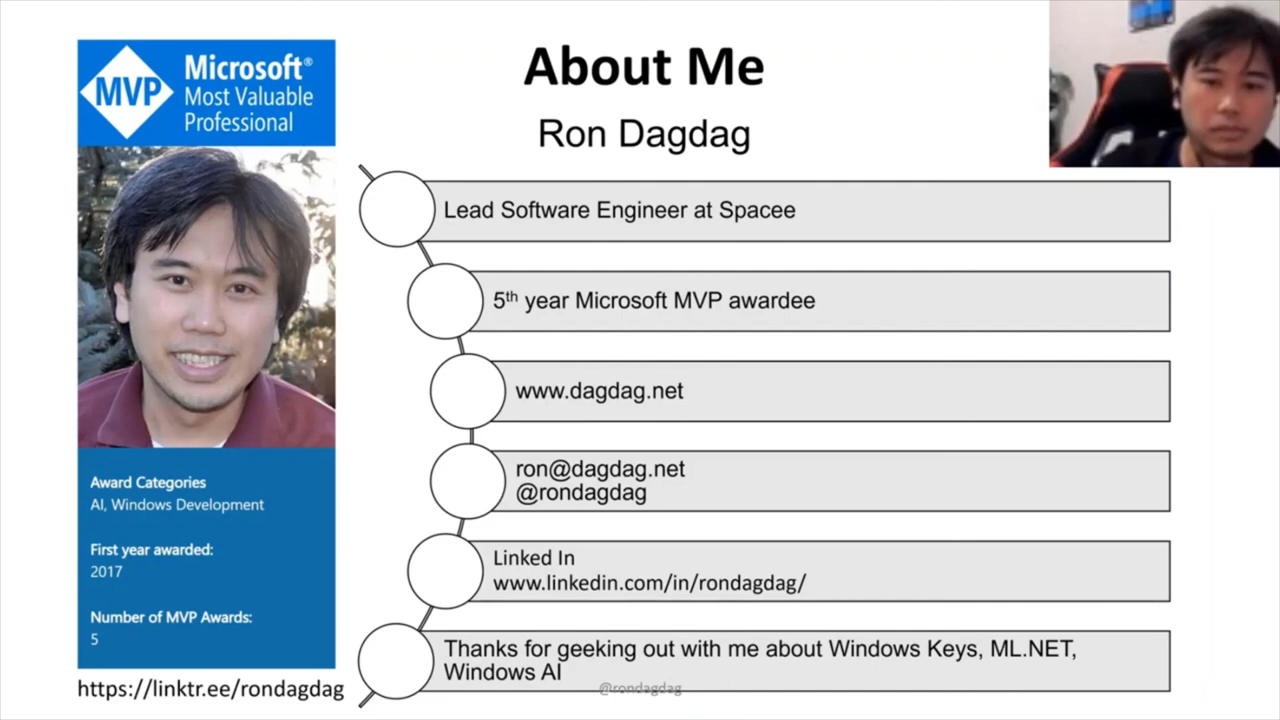 MVP
Microsoft®
Most Valuable
Professional
About Me
Ron Dagdag
Lead Software Engineer at Spacee
5th year Microsoft MVP awardee
www.dagdag.net
ron@dagdag.net
@rondagdag
Linked In
www.linkedin.com/in/rondagdag/
Thanks for geeking out with me about Windows Keys, ML.NET,
Windows AI
Award Categories
AI, Windows Development
First year awarded:
2017
Number of MVP Awards:
5
https://linktr.ee/rondagdag
@rondagdag